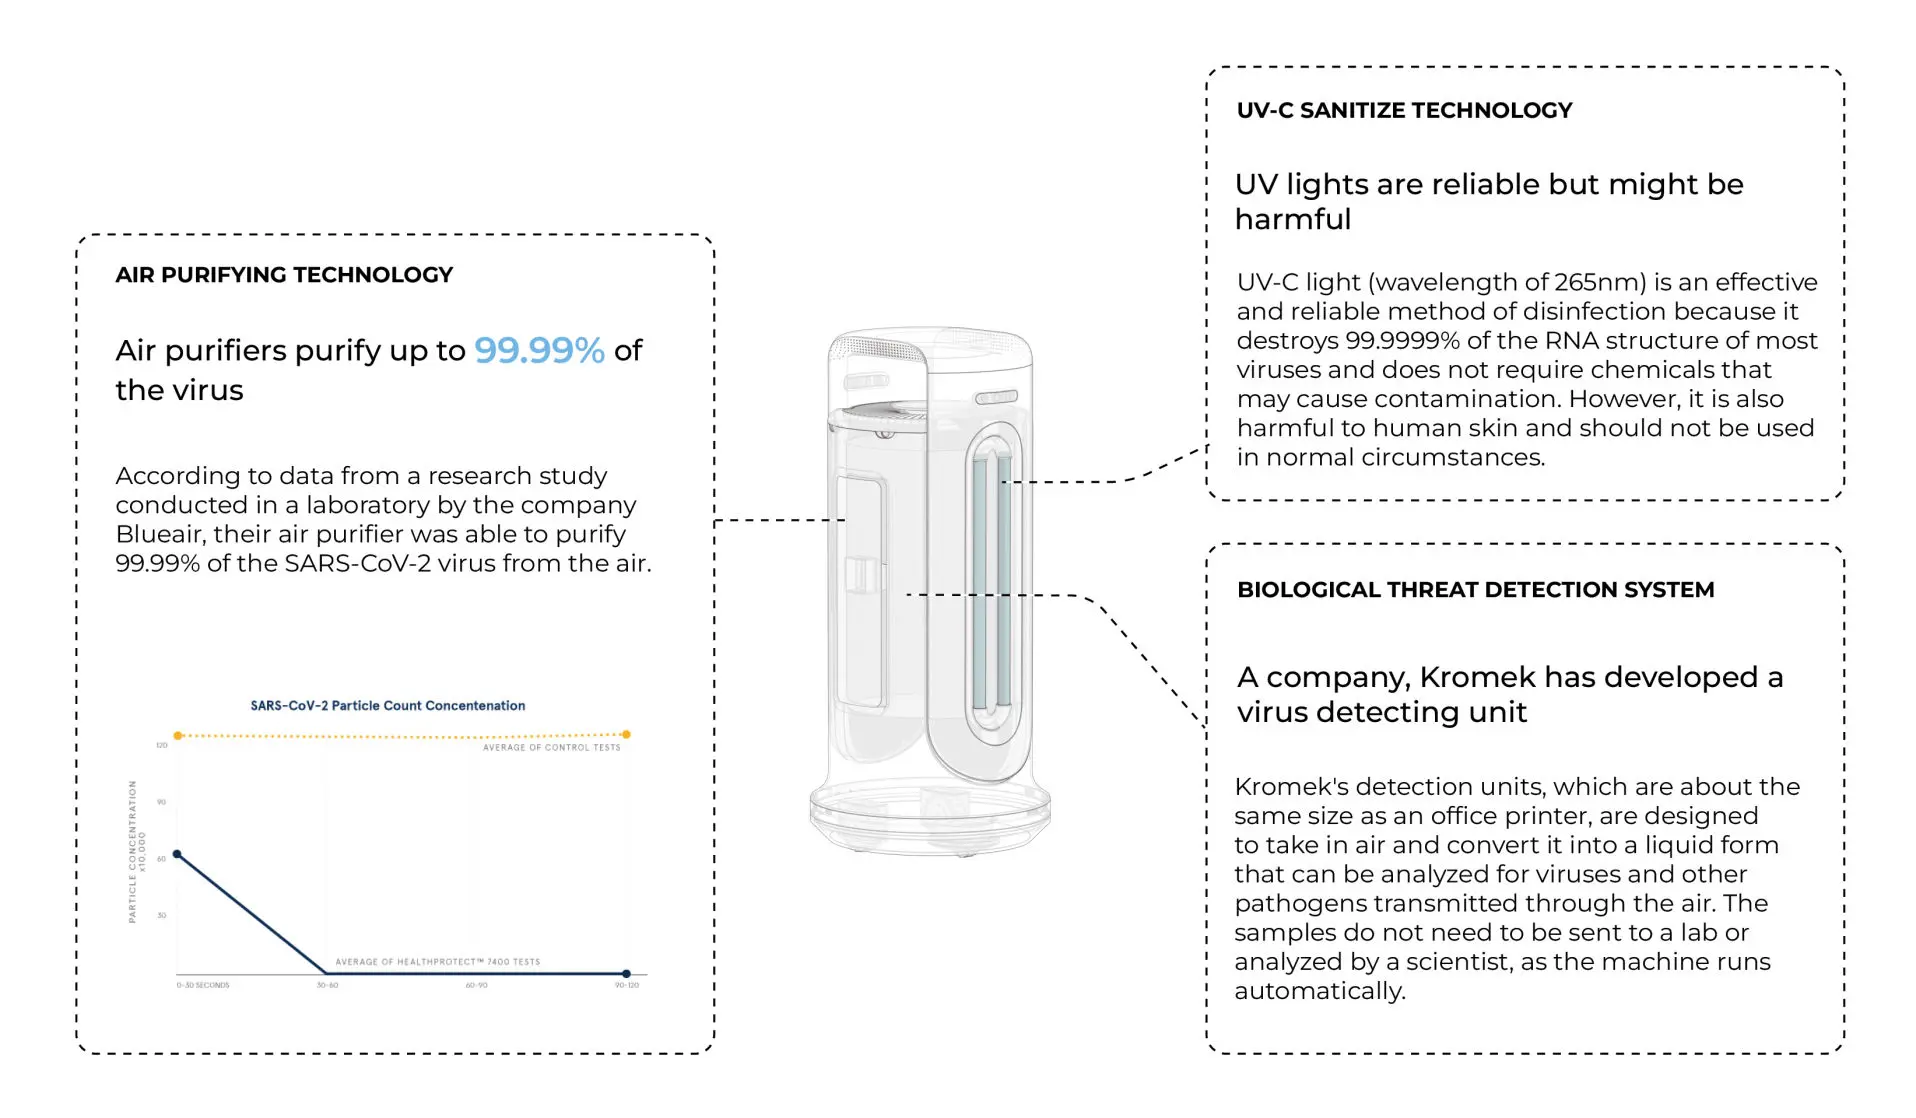 AIR PURIFYING TECHNOLOGY
Air purifiers purify up to 99.99% of
the virus
According to data from a research study
conducted in a laboratory by the company
Blueair, their air purifier was able to purify
99.99% of the SARS-CoV-2 virus from the air.
SARS-CoV-2 Particle Count Concentenation
120
90
60
30
PARTICLE CONCENTRATION
x10,000
AVERAGE OF CONTROL TESTS
AVERAGE OF HEALTHPROTECT™ 7400 TESTS
0-30 SECONDS
30-60
60-90
90-120
UV-C SANITIZE TECHNOLOGY
UV lights are reliable but might be
harmful
UV-C light (wavelength of 265nm) is an effective
and reliable method of disinfection because it
destroys 99.9999% of the RNA structure of most
viruses and does not require chemicals that
may cause contamination. However, it is also
harmful to human skin and should not be used
in normal circumstances.
BIOLOGICAL THREAT DETECTION SYSTEM
A company, Kromek has developed a
virus detecting unit
Kromek's detection units, which are about the
same size as an office printer, are designed
to take in air and convert it into a liquid form
that can be analyzed for viruses and other
pathogens transmitted through the air. The
samples do not need to be sent to a lab or
analyzed by a scientist, as the machine runs
automatically.